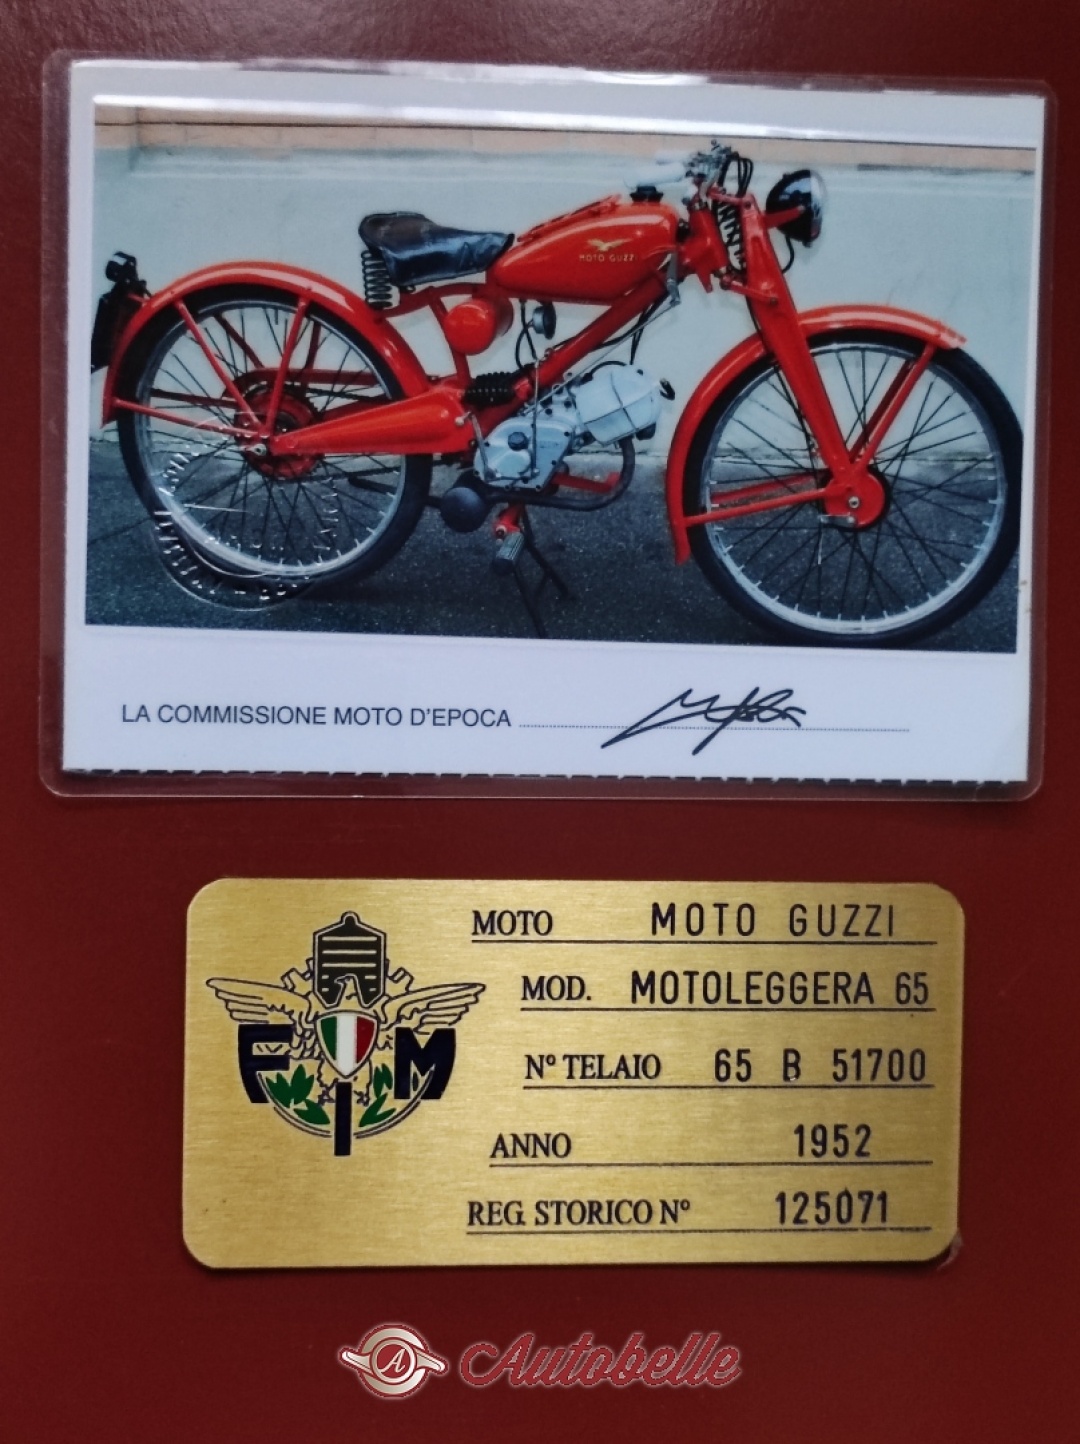 MOTO GUZZI
LA COMMISSIONE MOTO D'EPOCA
MOTO MOTO GUZZI
MOD. MOTOLEGGERA 65
N° TELAIO 65 B 51700
ANNO 1952
REG. STORICO N° 125071
FIM
A Autobelle